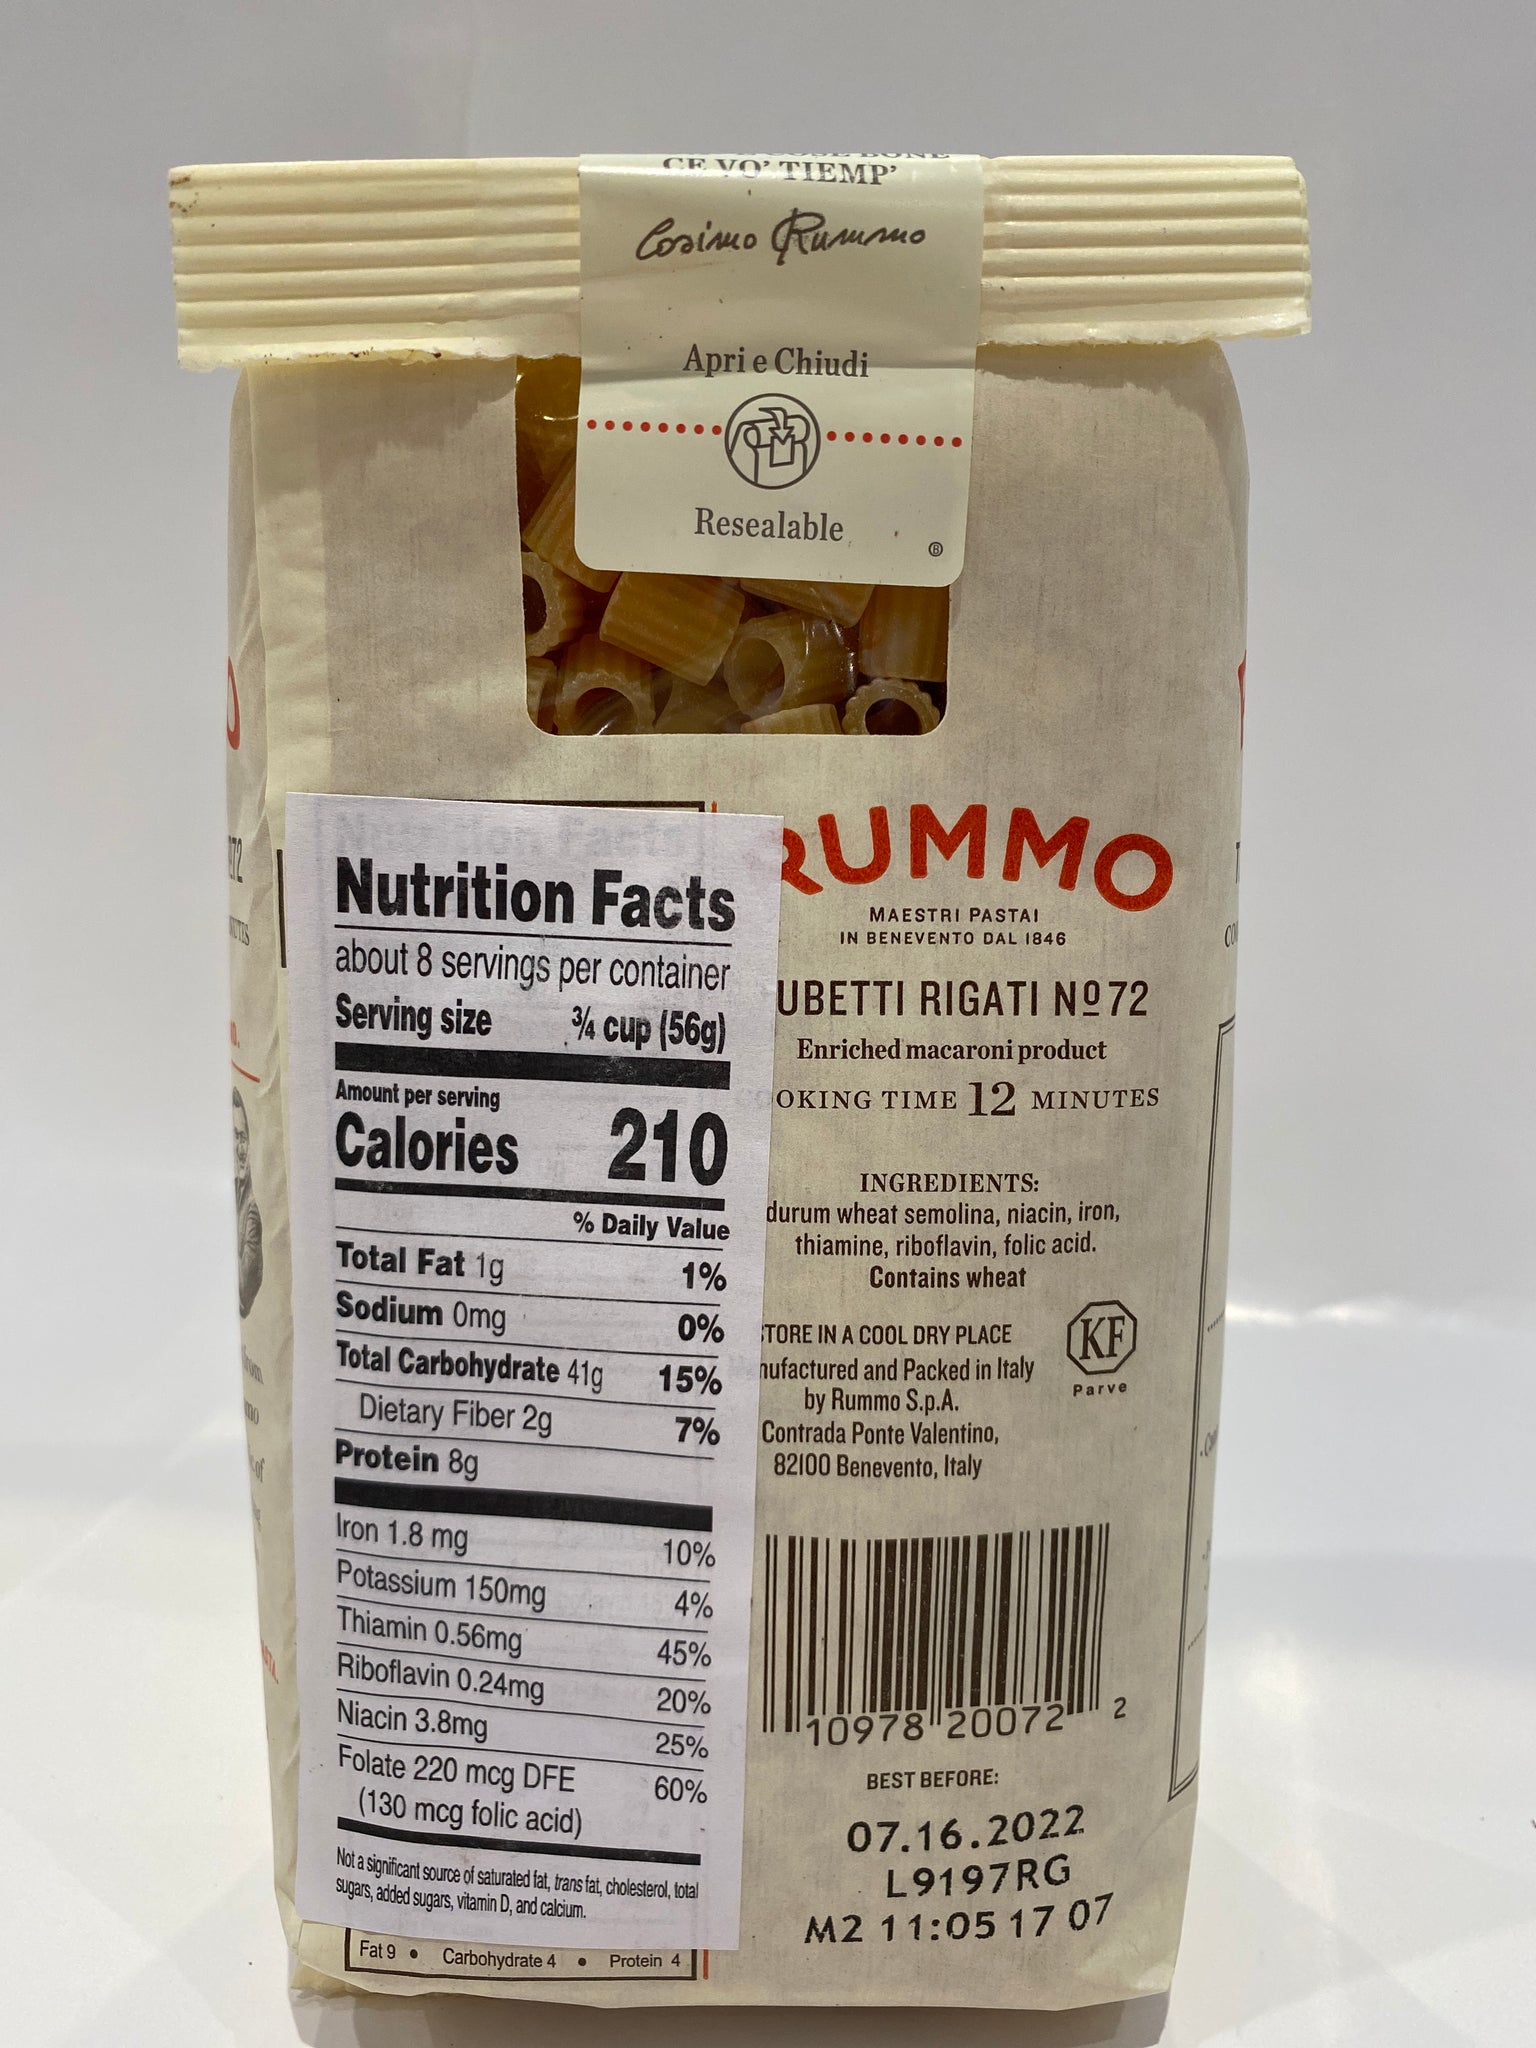 CE VO' TIEMP'
Cosimo Rummo
Apri e Chiudi
Resealable
Nutrition Facts
about 8 servings per container
Serving size ¾ cup (56g)
Amount per serving
Calories 210
% Daily Value
Total Fat 1g 1%
Sodium 0mg 0%
Total Carbohydrate 41g 15%
Dietary Fiber 2g 7%
Protein 8g
Iron 1.8 mg 10%
Potassium 150mg 4%
Thiamin 0.56mg 45%
Riboflavin 0.24mg 20%
Niacin 3.8mg 25%
Folate 220 mcg DFE 60%
(130 mcg folic acid)
Not a significant source of saturated fat, trans fat, cholesterol, total
sugars, added sugars, vitamin D, and calcium.
Fat 9 • Carbohydrate 4 • Protein 4
RUMMO
MAESTRI PASTAI
IN BENEVENTO DAL 1846
UBETTI RIGATI Nº72
Enriched macaroni product
OKING TIME 12 MINUTES
INGREDIENTS:
durum wheat semolina, niacin, iron,
thiamine, riboflavin, folic acid.
Contains wheat
TORE IN A COOL DRY PLACE
nufactured and Packed in Italy
by Rummo S.p.A.
Contrada Ponte Valentino,
82100 Benevento, Italy
KF
Parve
10978 20072 2
BEST BEFORE:
07.16.2022
L9197RG
M2 11:05 17 07